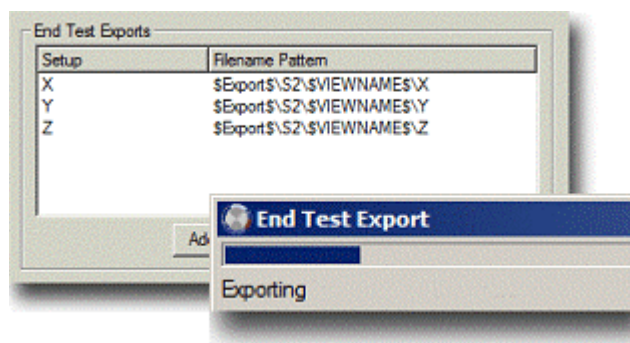 End Test Exports
Setup Filename Pattern
X $Export$\S2\$VIEWNAME$\X
Y $Export$\S2\$VIEWNAME$\Y
Z $Export$\S2\$VIEWNAME$\Z
End Test Export
Exporting